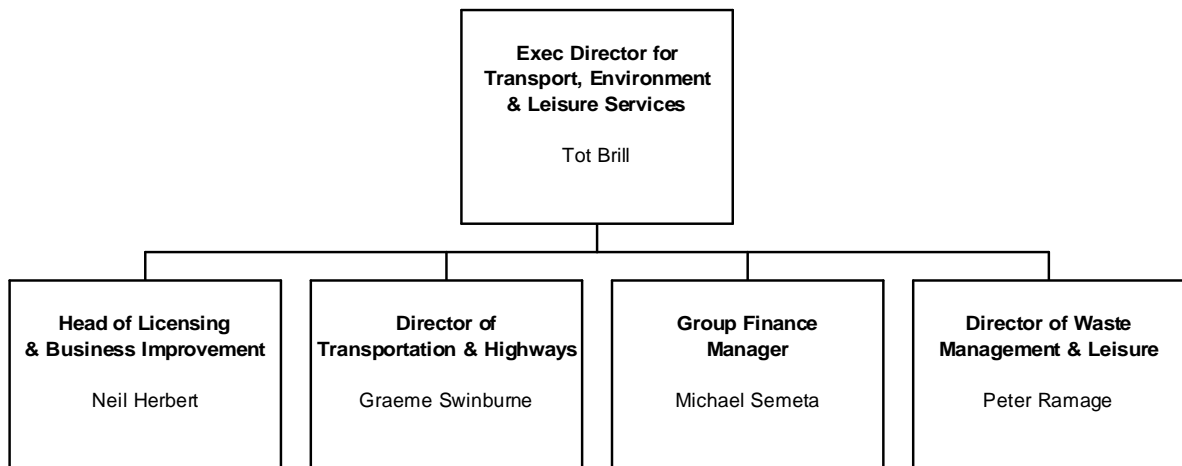 Exec Director for
Transport, Environment
& Leisure Services
Tot Brill
Head of Licensing
& Business Improvement
Neil Herbert
Director of
Transportation & Highways
Graeme Swinburne
Group Finance
Manager
Michael Semeta
Director of Waste
Management & Leisure
Peter Ramage